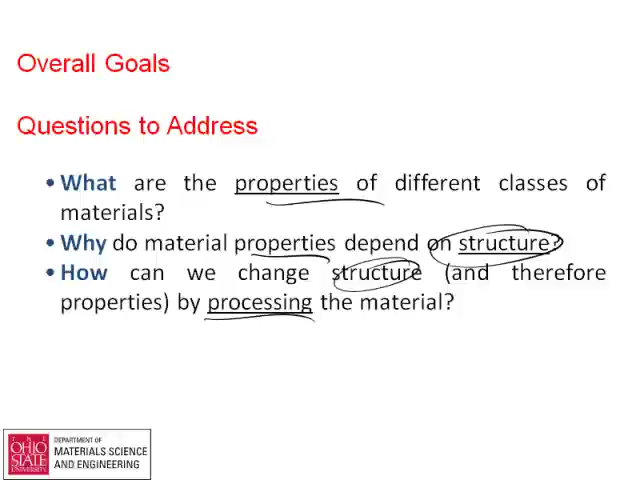 Overall Goals
Questions to Address
• What are the properties of different classes of
materials?
• Why do material properties depend on structure?
• How can we change structure (and therefore
properties) by processing the material?
THE
OHIO
STATE
UNIVERSITY
DEPARTMENT OF
MATERIALS SCIENCE
AND ENGINEERING